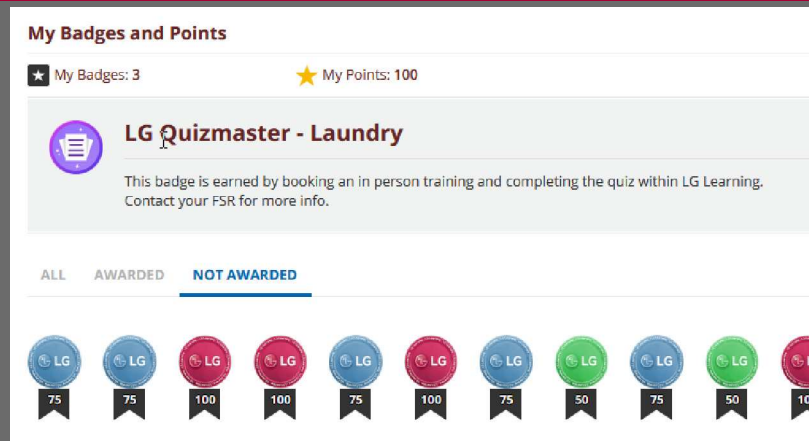 My Badges and Points
My Badges: 3
My Points: 100
LG Quizmaster - Laundry
This badge is earned by booking an in person training and completing the quiz within LG Learning.
Contact your FSR for more info.
ALL AWARDED NOT AWARDED
LG LG LG LG LG LG LG LG LG LG
75 75 100 100 75 100 75 50 75 50